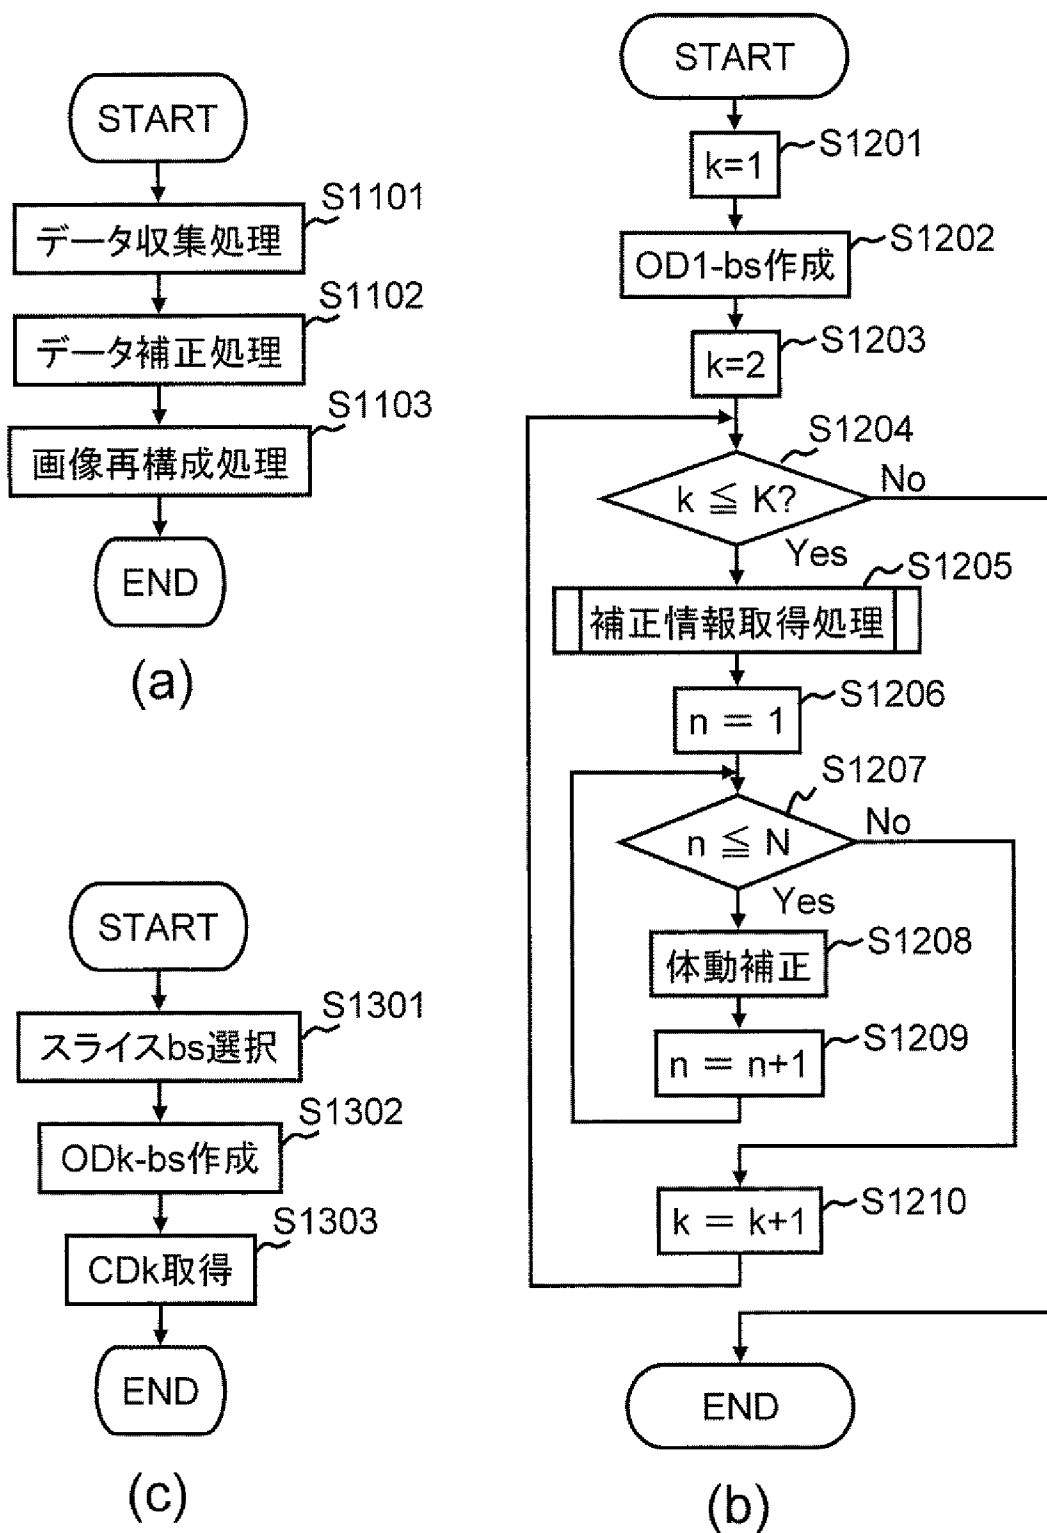 START
S1101
データ収集処理
S1102
データ補正処理
S1103
画像再構成処理
END
(a)
START
S1201
k=1
S1202
OD1-bs作成
S1203
k=2
S1204
k ≦ K?
No
Yes
S1205
補正情報取得処理
S1206
n = 1
S1207
n ≦ N
No
Yes
S1208
体動補正
S1209
n = n+1
S1210
k = k+1
END
(b)
START
S1301
スライスbs選択
S1302
ODk-bs作成
S1303
CDk取得
END
(c)